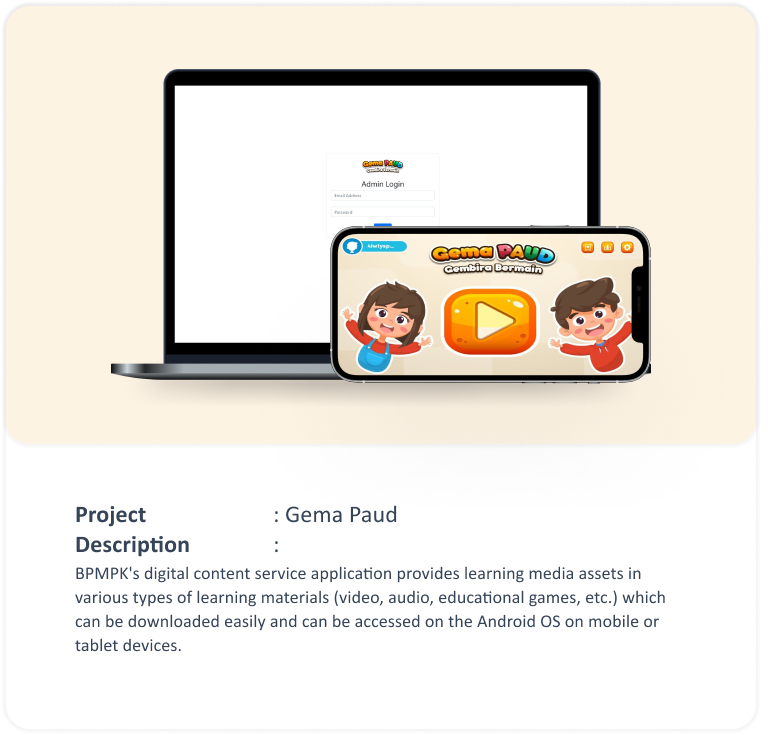 Gema PAUD
Gembira Bermain
Admin Login
Email Address
Password
Gema PAUD
Gembira Bermain
Project : Gema Paud
Description :
BPMPK's digital content service application provides learning media assets in
various types of learning materials (video, audio, educational games, etc.) which
can be downloaded easily and can be accessed on the Android OS on mobile or
tablet devices.